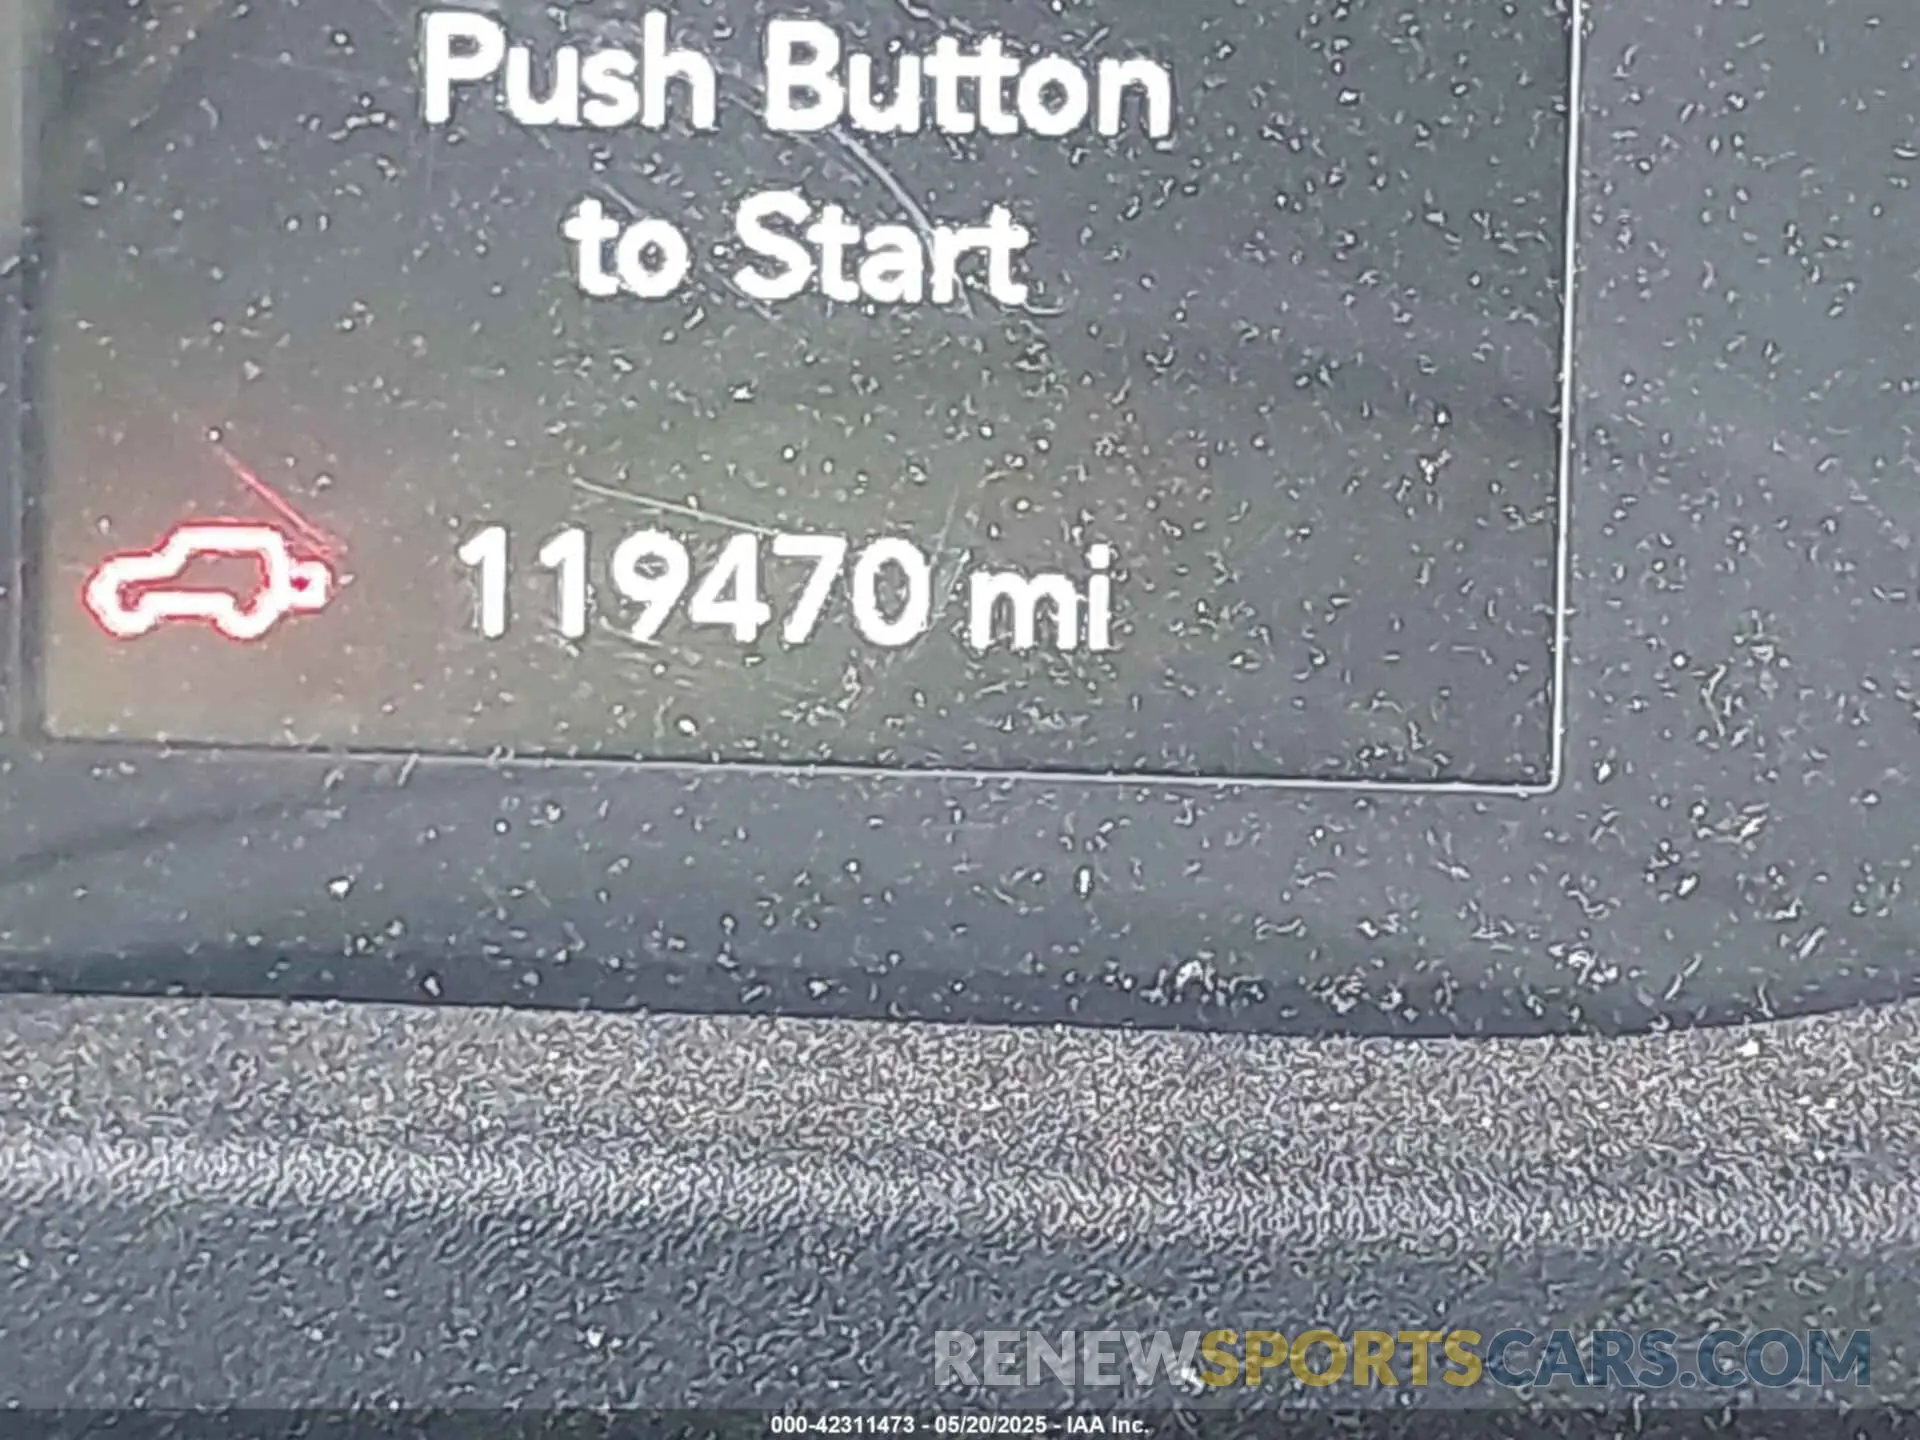 Push Button
to Start
119470 mi
RENEWSPORTSCARS.COM
000-42311473 - 05/20/2025 - IAA Inc.